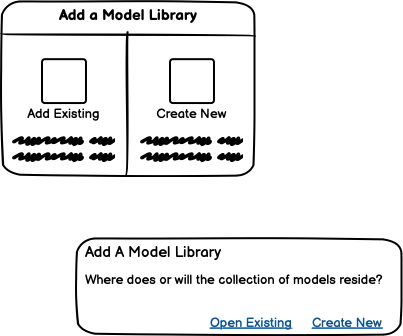 Add a Model Library
Add Existing
Create New
Add A Model Library
Where does or will the collection of models reside?
Open Existing Create New